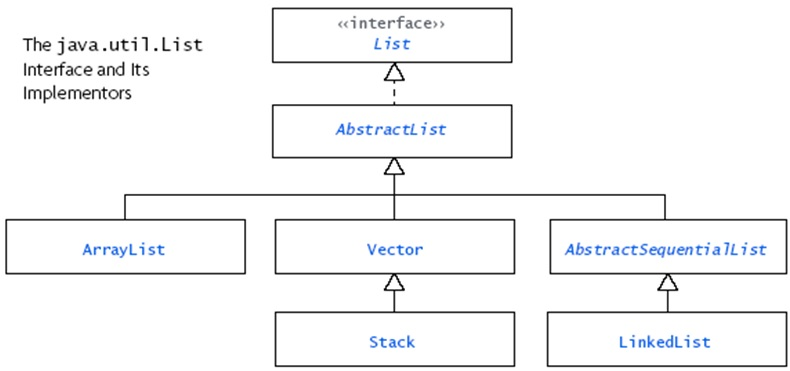 The java.util.List
Interface and Its
Implementors
‹‹interface››
List
AbstractList
ArrayList
Vector
AbstractSequentialList
Stack
LinkedList